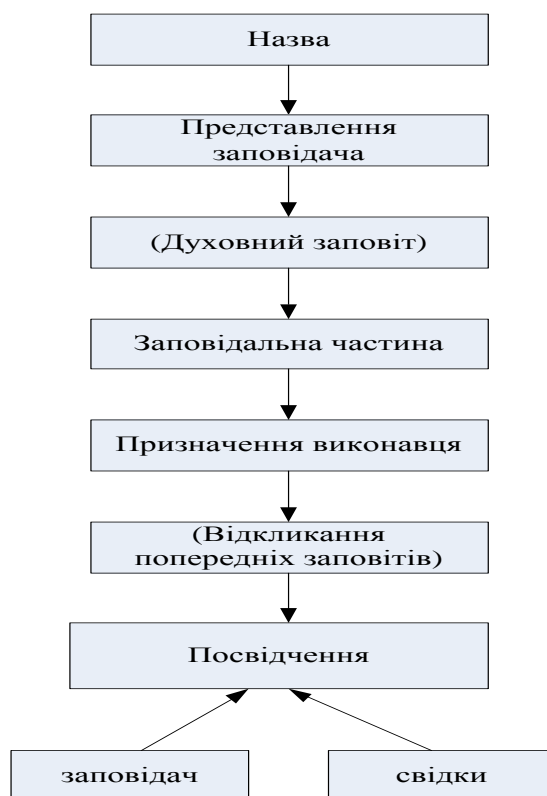 Назва
Представлення
заповідача
(Духовний заповіт)
Заповідальна частина
Призначення виконавця
(Відкликання
попередніх заповітів)
Посвідчення
заповідач
свідки